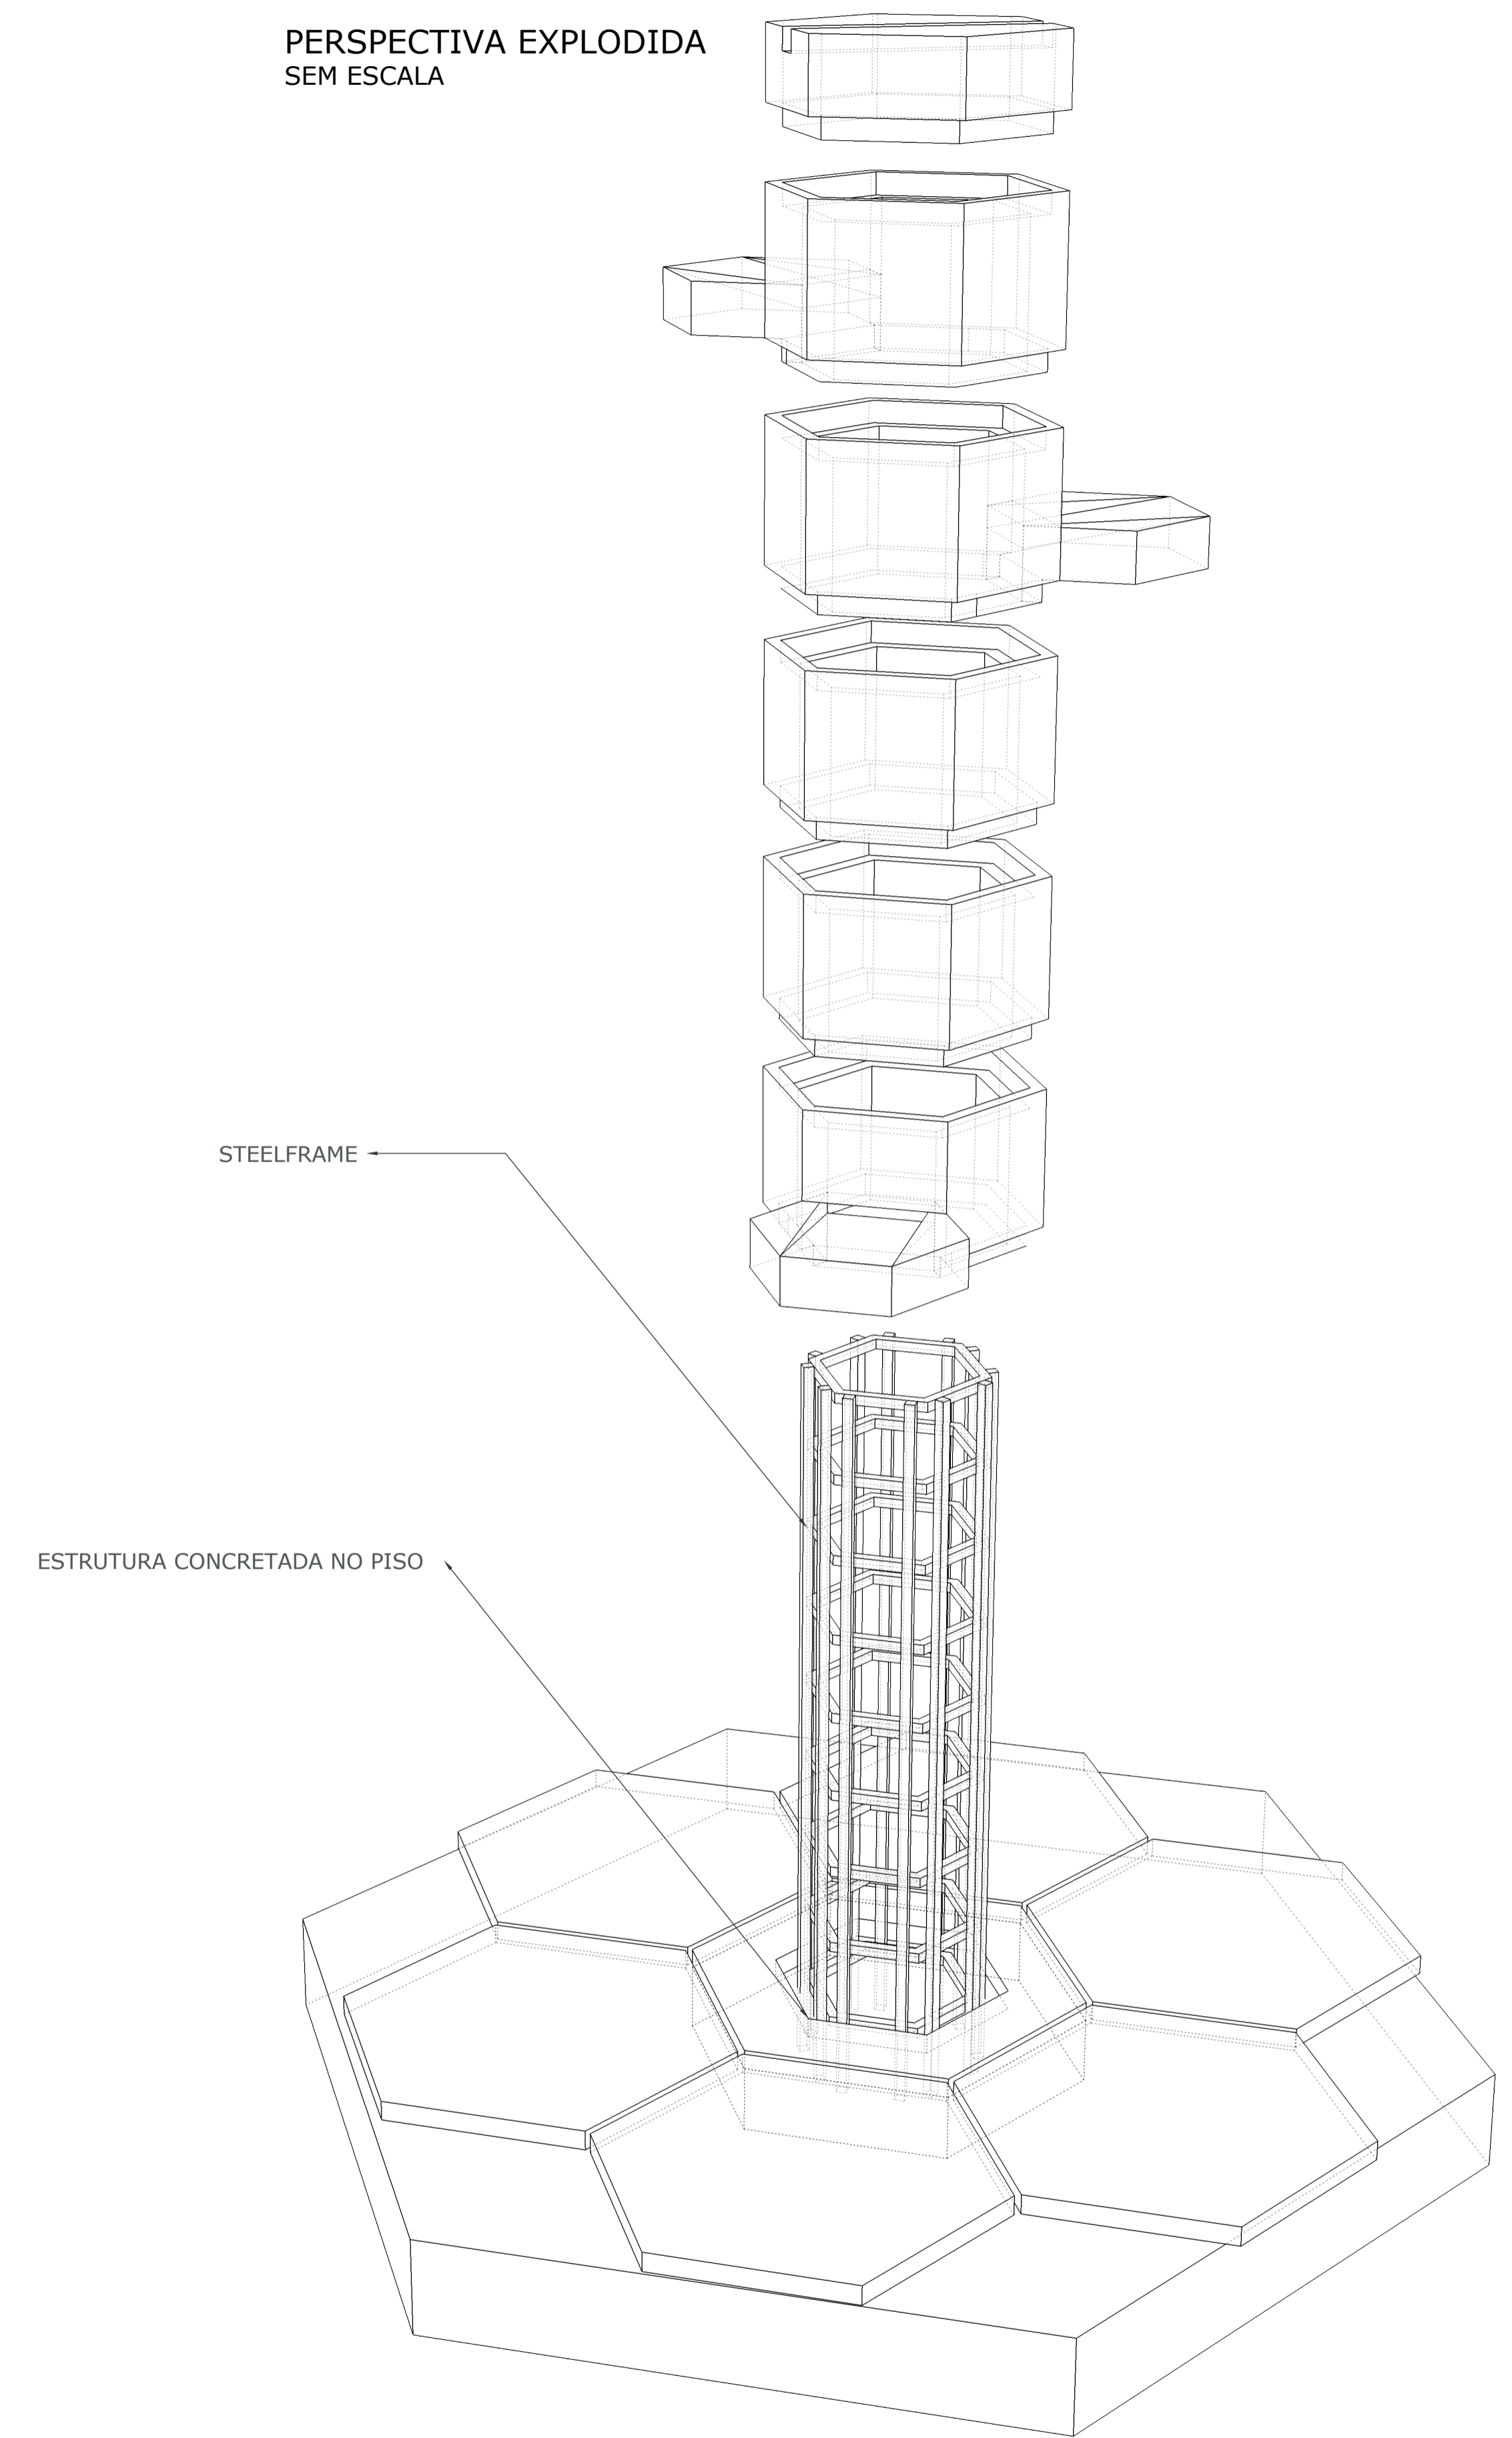 PERSPECTIVA EXPLODIDA
SEM ESCALA
STEELFRAME
ESTRUTURA CONCRETADA NO PISO